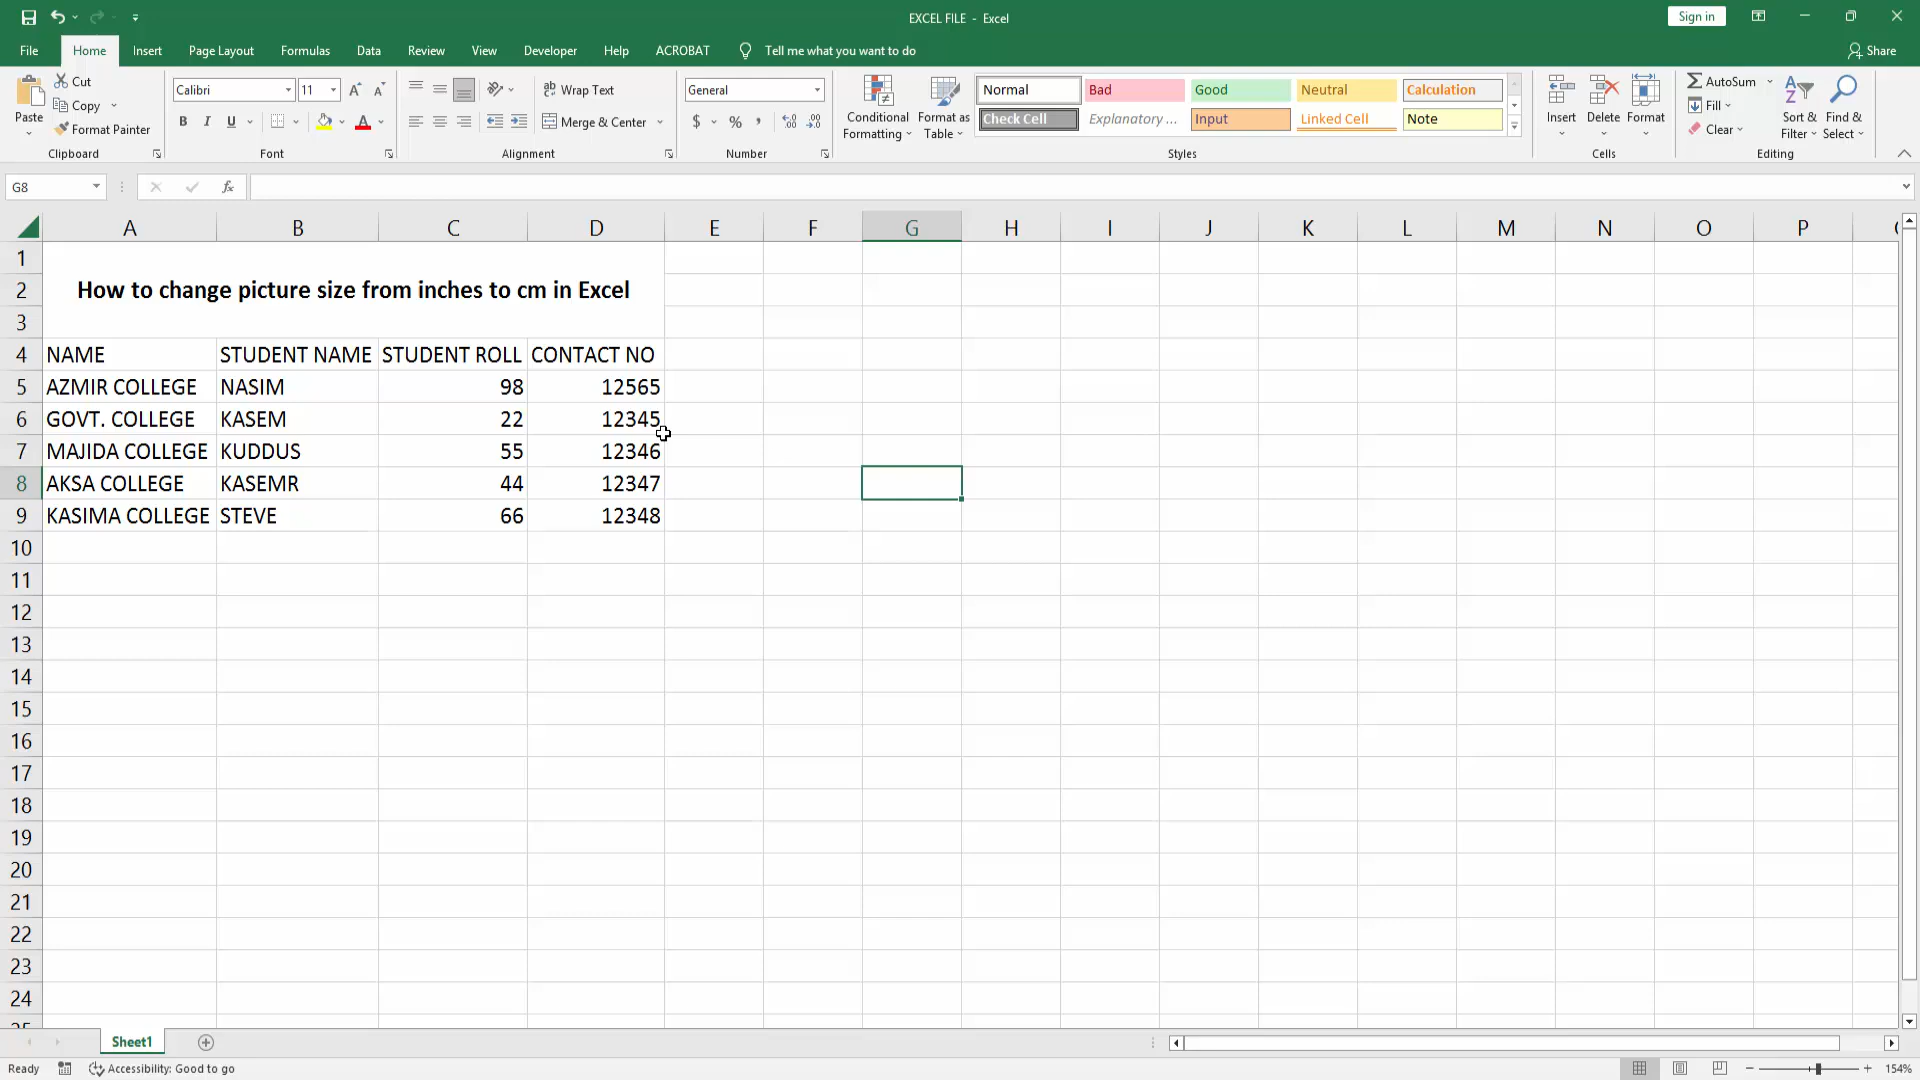 EXCEL FILE - Excel
Sign in
File Home Insert Page Layout Formulas Data Review View Developer Help ACROBAT Tell me what you want to do Share
Paste
Cut
Copy
Format Painter
Clipboard
Calibri 11
B I U
Font
Wrap Text
Merge & Center
Alignment
General
$ % ,
Number
Conditional Formatting
Format as Table
Normal Bad Good Neutral Calculation
Check Cell Explanatory ... Input Linked Cell Note
Styles
Insert Delete Format
Cells
AutoSum
Fill
Clear
Sort & Filter
Find & Select
Editing
G8 fx
A B C D E F G H I J K L M N O P
1
2 How to change picture size from inches to cm in Excel
3
4 NAME STUDENT NAME STUDENT ROLL CONTACT NO
5 AZMIR COLLEGE NASIM 98 12565
6 GOVT. COLLEGE KASEM 22 12345
7 MAJIDA COLLEGE KUDDUS 55 12346
8 AKSA COLLEGE KASEMR 44 12347
9 KASIMA COLLEGE STEVE 66 12348
10
11
12
13
14
15
16
17
18
19
20
21
22
23
24
Sheet1
Ready Accessibility: Good to go 154%